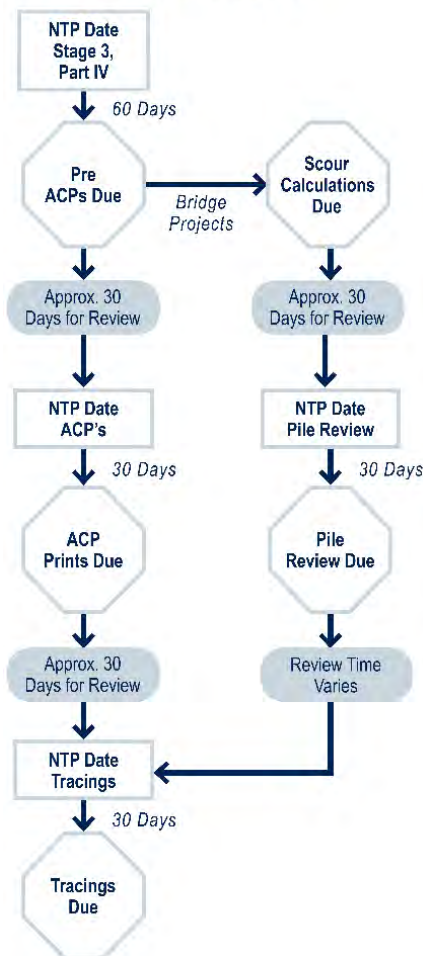 NTP Date
Stage 3,
Part IV
60 Days
Pre
ACPs Due
Bridge
Projects
Scour
Calculations
Due
Approx. 30
Days for Review
Approx. 30
Days for Review
NTP Date
ACP's
NTP Date
Pile Review
30 Days
30 Days
ACP
Prints Due
Pile
Review Due
Approx. 30
Days for Review
Review Time
Varies
NTP Date
Tracings
30 Days
Tracings
Due